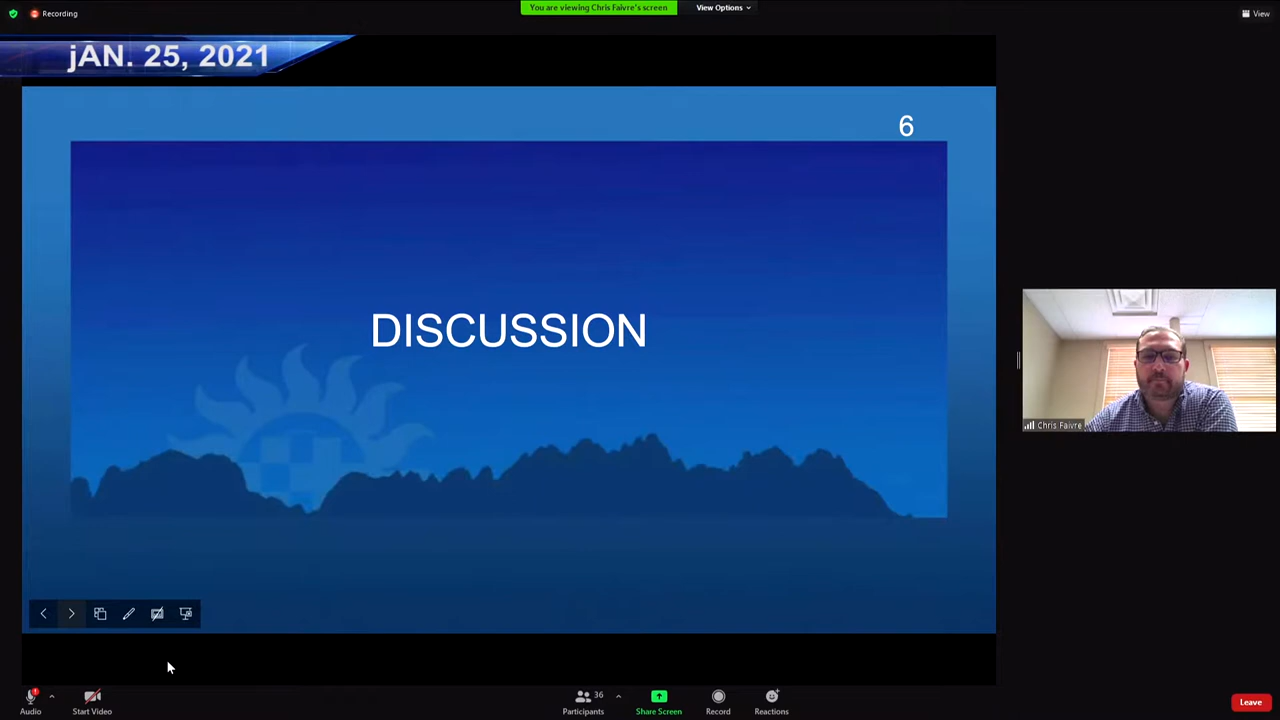 Recording
You are viewing Chris Faivre's screen
View Options
View
jAN. 25, 2021
6
DISCUSSION
Chris Faivre
Audio
Start Video
Participants
36
Share Screen
Record
Reactions
Leave